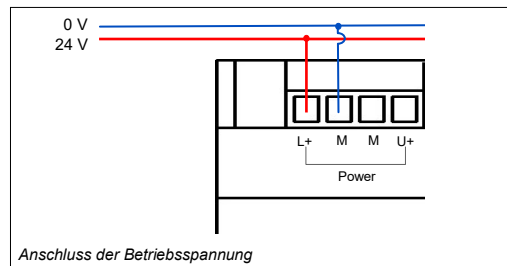 0 V
24 V
L+ M M U+
Power
Anschluss der Betriebsspannung